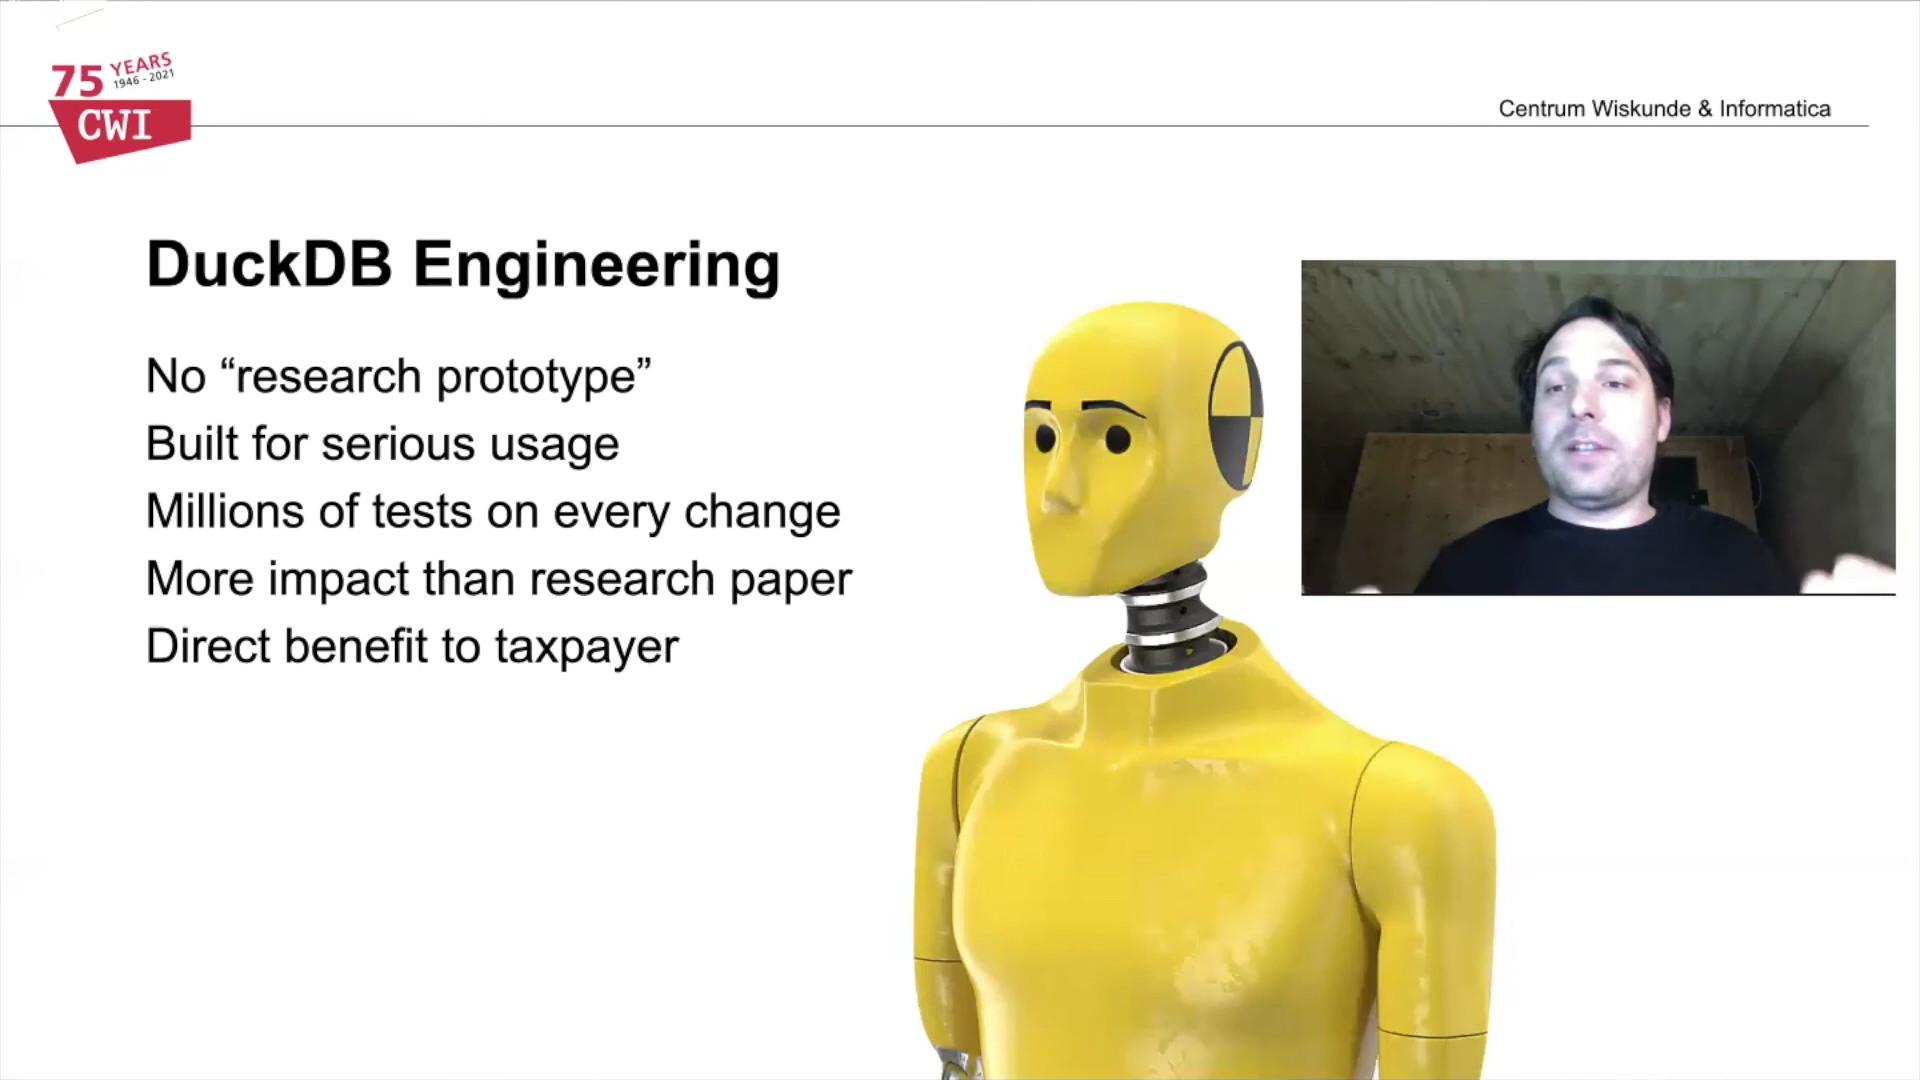 75 YEARS
1946 - 2021
CWI
Centrum Wiskunde & Informatica
DuckDB Engineering
No “research prototype”
Built for serious usage
Millions of tests on every change
More impact than research paper
Direct benefit to taxpayer